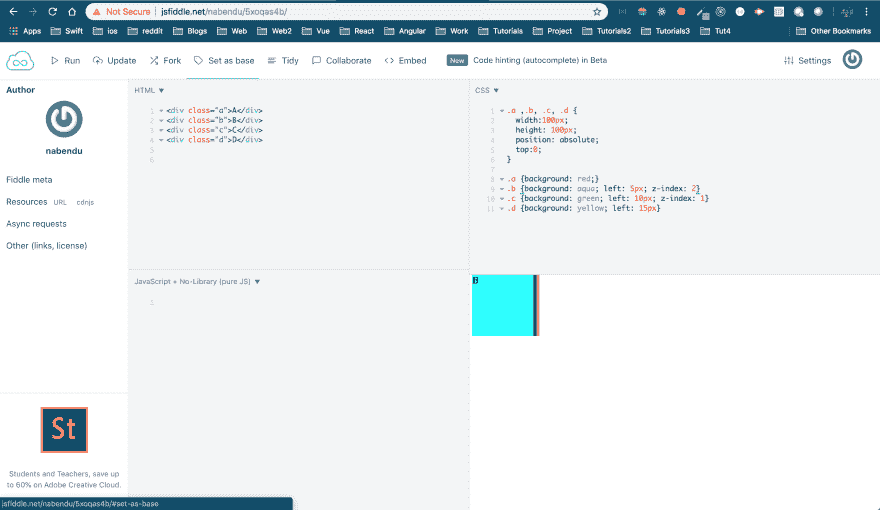 Not Secure | jsfiddle.net/nabendu/5xoqas4b/
Apps Swift ios reddit Blogs Web Web2 Vue React Angular Work Tutorials Project Tutorials2 Tutorials3 Tut4 Other Bookmarks
Run Update Fork Set as base Tidy Collaborate Embed New Code hinting (autocomplete) in Beta Settings
Author
nabendu
Fiddle meta
Resources URL cdnjs
Async requests
Other (links, license)
St
Students and Teachers, save up
to 60% on Adobe Creative Cloud.
jsfiddle.net/nabendu/5xoqas4b/#set-as-base
HTML ▼
1 <div class="a">A</div>
2 <div class="b">B</div>
3 <div class="c">C</div>
4 <div class="d">D</div>
5
6
CSS ▼
1 .a ,.b, .c, .d {
2 width:100px;
3 height: 100px;
4 position: absolute;
5 top:0;
6 }
7
8 .a {background: red;}
9 .b {background: aqua; left: 5px; z-index: 2}
10 .c {background: green; left: 10px; z-index: 1}
11 .d {background: yellow; left: 15px}
JavaScript + No-Library (pure JS) ▼
1